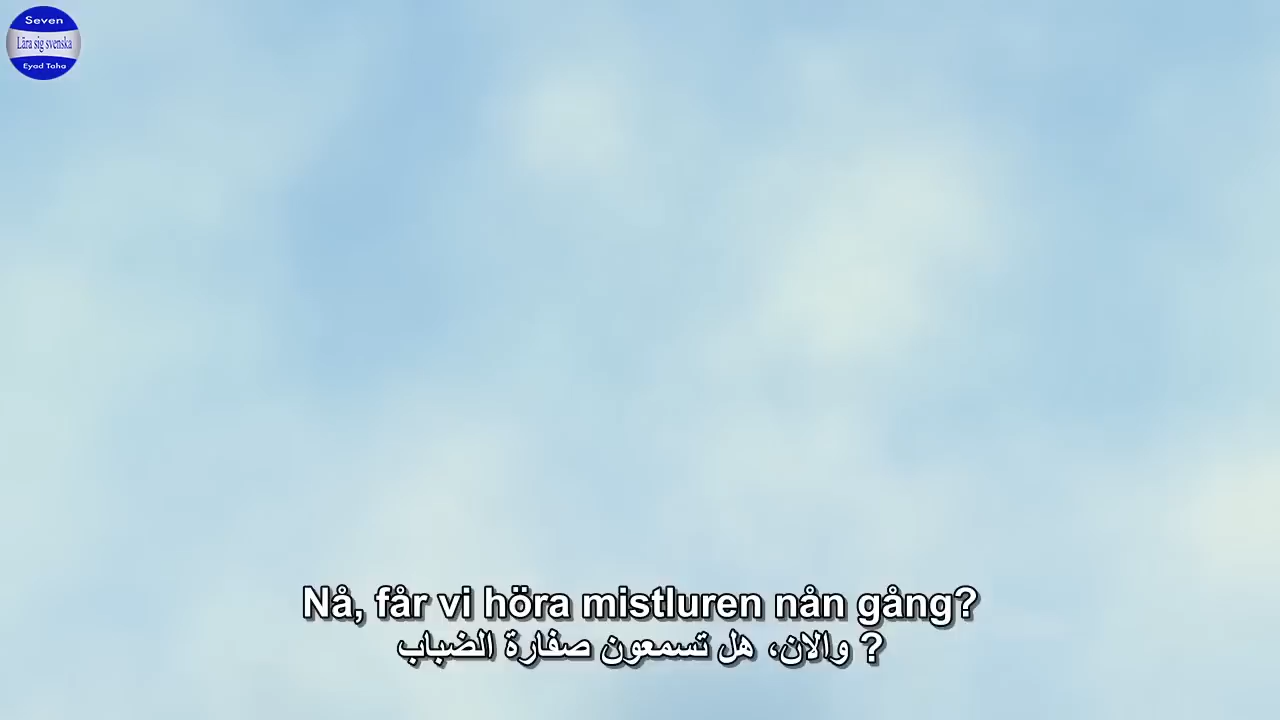 Seven
Lära sig svenska
Eyad Taha
Nå, får vi höra mistluren nån gång?
والان، هل تسمعون صفارة الضباب ?